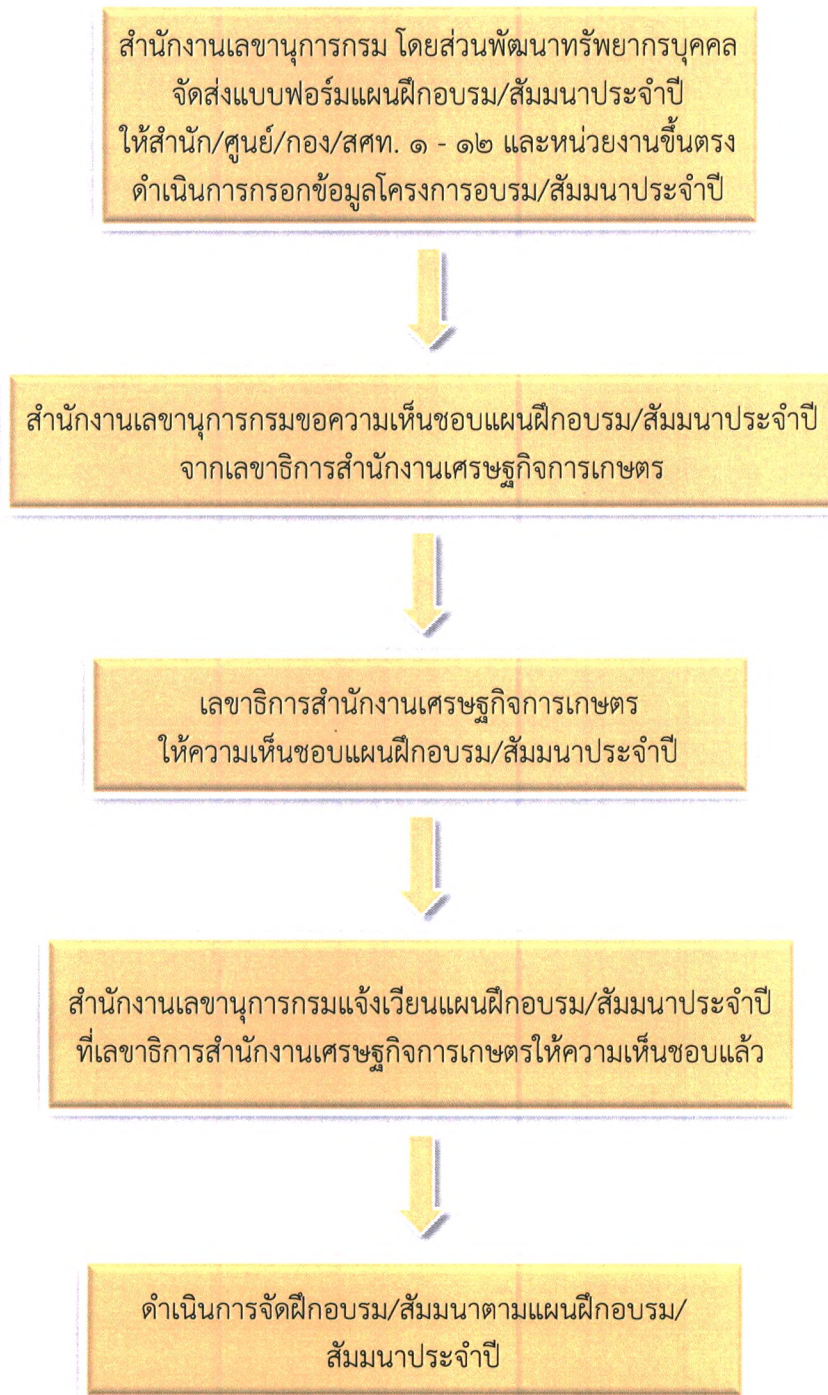 สำนักงานเลขานุการกรม โดยส่วนพัฒนาทรัพยากรบุคคล
จัดส่งแบบฟอร์มแผนฝึกอบรม/สัมมนาประจำปี
ให้สำนัก/ศูนย์/กอง/สศท. ๑ - ๑๒ และหน่วยงานขึ้นตรง
ดำเนินการกรอกข้อมูลโครงการอบรม/สัมมนาประจำปี
สำนักงานเลขานุการกรมขอความเห็นชอบแผนฝึกอบรม/สัมมนาประจำปี
จากเลขาธิการสำนักงานเศรษฐกิจการเกษตร
เลขาธิการสำนักงานเศรษฐกิจการเกษตร
ให้ความเห็นชอบแผนฝึกอบรม/สัมมนาประจำปี
สำนักงานเลขานุการกรมแจ้งเวียนแผนฝึกอบรม/สัมมนาประจำปี
ที่เลขาธิการสำนักงานเศรษฐกิจการเกษตรให้ความเห็นชอบแล้ว
ดำเนินการจัดฝึกอบรม/สัมมนาตามแผนฝึกอบรม/
สัมมนาประจำปี